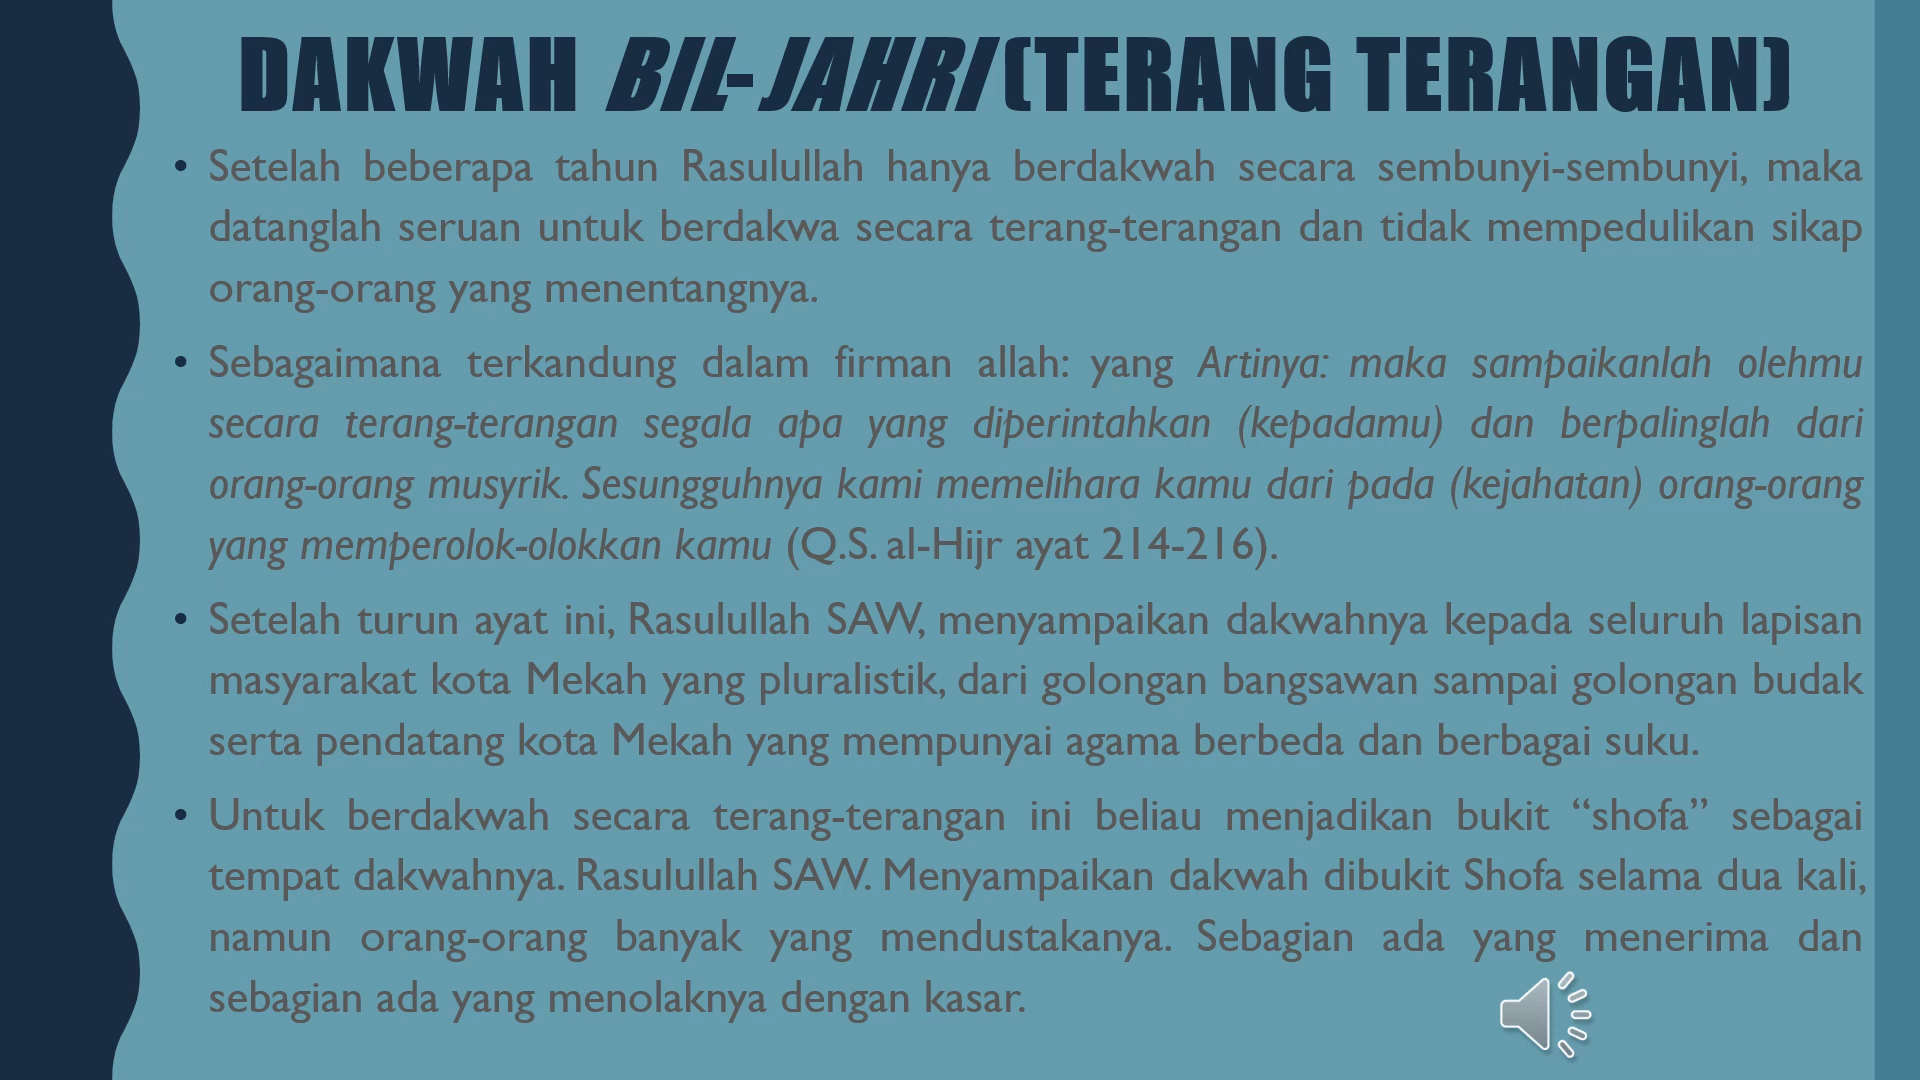 DAKWAH BIL-JAHRI (TERANG TERANGAN)
• Setelah beberapa tahun Rasulullah hanya berdakwah secara sembunyi-sembunyi, maka
datanglah seruan untuk berdakwa secara terang-terangan dan tidak mempedulikan sikap
orang-orang yang menentangnya.
• Sebagaimana terkandung dalam firman allah: yang Artinya: maka sampaikanlah olehmu
secara terang-terangan segala apa yang diperintahkan (kepadamu) dan berpalinglah dari
orang-orang musyrik. Sesungguhnya kami memelihara kamu dari pada (kejahatan) orang-orang
yang memperolok-olokkan kamu (Q.S. al-Hijr ayat 214-216).
• Setelah turun ayat ini, Rasulullah SAW, menyampaikan dakwahnya kepada seluruh lapisan
masyarakat kota Mekah yang pluralistik, dari golongan bangsawan sampai golongan budak
serta pendatang kota Mekah yang mempunyai agama berbeda dan berbagai suku.
• Untuk berdakwah secara terang-terangan ini beliau menjadikan bukit “shofa” sebagai
tempat dakwahnya. Rasulullah SAW. Menyampaikan dakwah dibukit Shofa selama dua kali,
namun orang-orang banyak yang mendustakanya. Sebagian ada yang menerima dan
sebagian ada yang menolaknya dengan kasar.